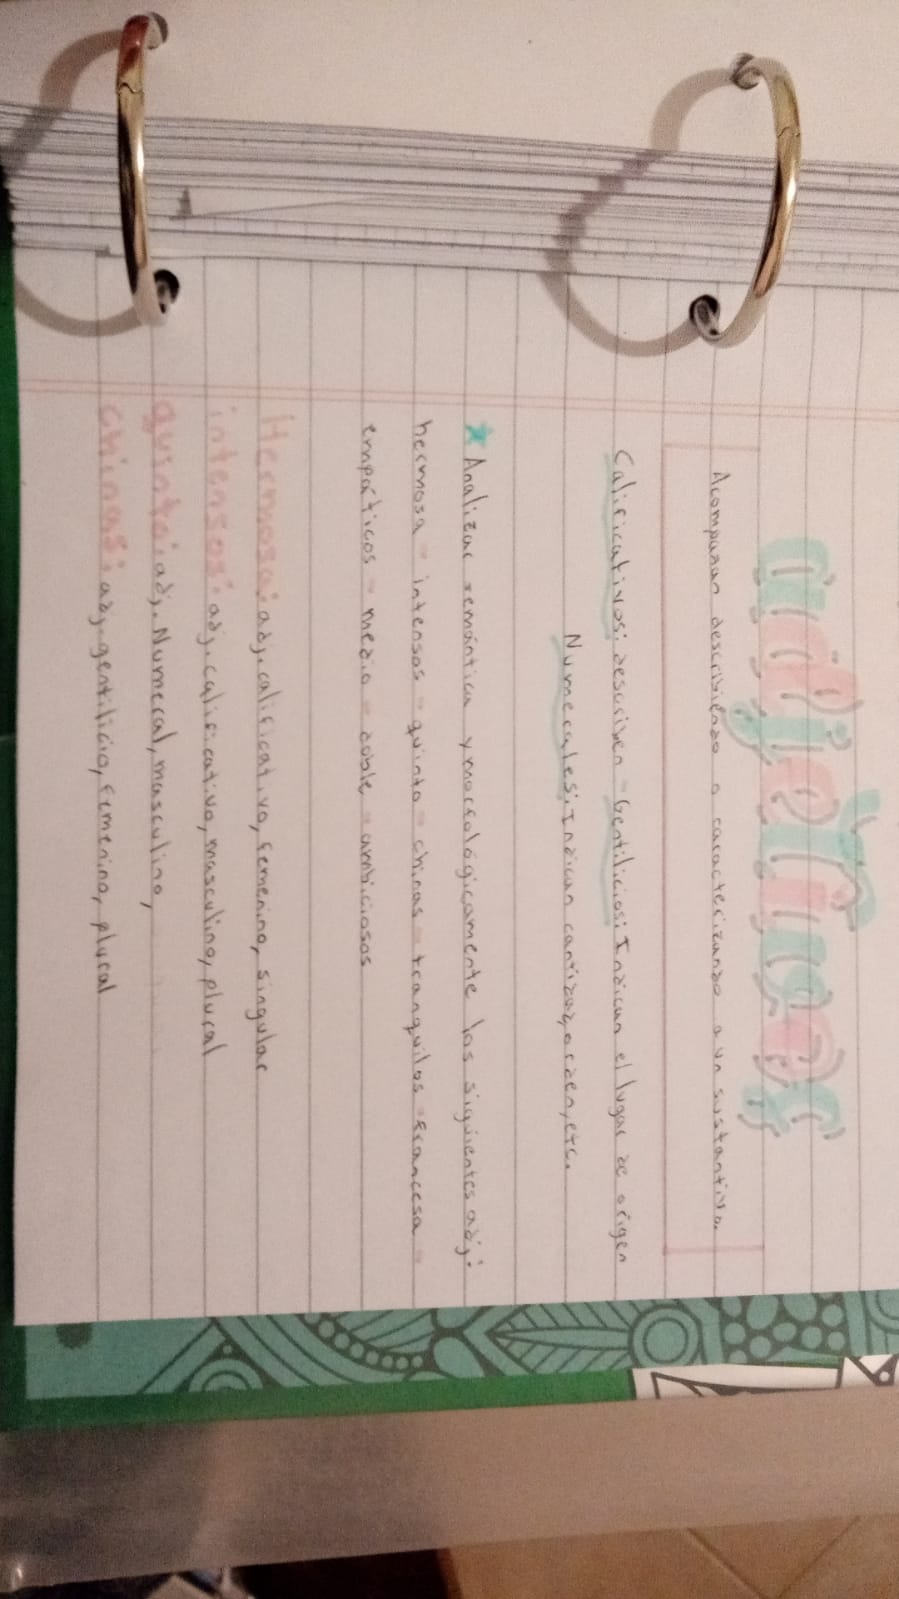 adjetivos
Acompañan describiendo o caracterizando a un sustantivo.
Calificativos: describen - Gentilicios: Indican el lugar de origen
Numerales: Indican cantidad, orden, etc.
* Analizar semántica y morfológicamente los siguientes adj:
hermosa - intensos - quinto - chinas - tranquilos - francesa -
empáticos - medio - doble - ambiciosos
Hermosa: adj. calificativo, femenino, singular
intensos: adj. calificativo, masculino, plural
quinto: adj. Numeral, masculino,
chinas: adj. gentilicio, femenino, plural